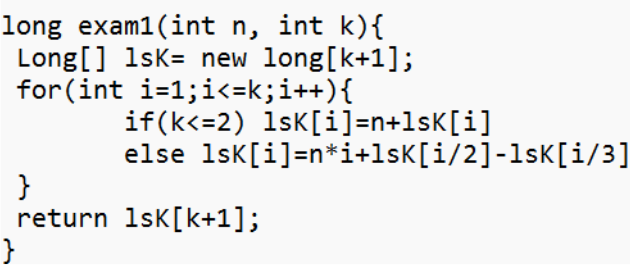 long exam1(int n, int k){
 Long[] lsK= new long[k+1];
 for(int i=1;i<=k;i++){
        if(k<=2) lsK[i]=n+lsK[i]
        else lsK[i]=n*i+lsK[i/2]-lsK[i/3]
 }
 return lsK[k+1];
}